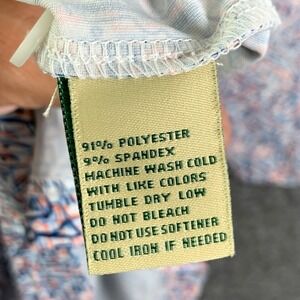 91% POLYESTER
9% SPANDEX
MACHINE WASH COLD
WITH LIKE COLORS
TUMBLE DRY LOW
DO NOT BLEACH
DO NOT USE SOFTENER
COOL IRON IF NEEDED